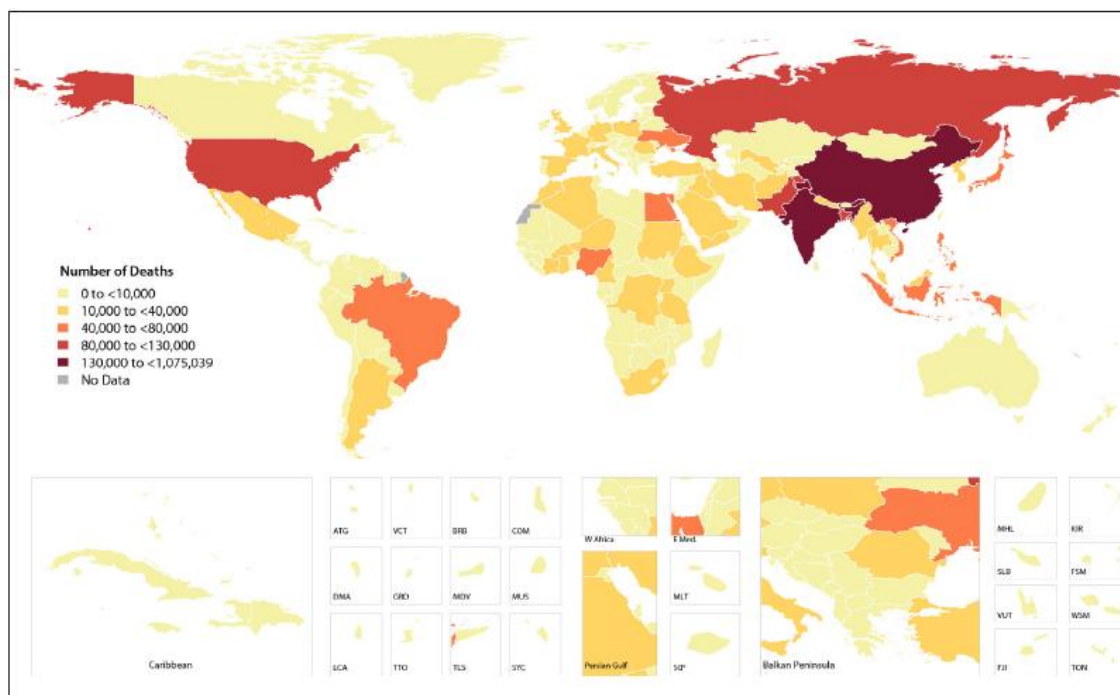 Number of Deaths
0 to <10,000
10,000 to <40,000
40,000 to <80,000
80,000 to <130,000
130,000 to <1,075,039
No Data
Caribbean
ATG
VCT
BRB
COM
DMA
GRD
MDV
MUS
LCA
TTO
TLS
SYC
W Africa
E Med.
Persian Gulf
MLT
SGP
Balkan Peninsula
MHL
KIR
SLB
FSM
VUT
WSM
FJI
TON